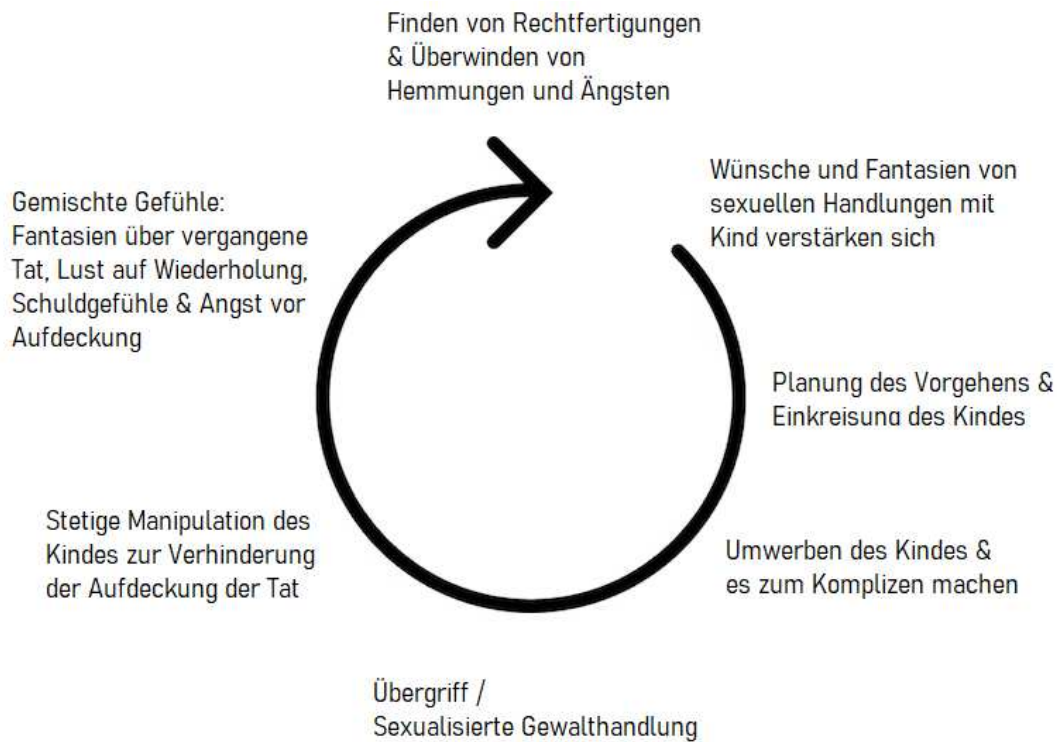 Finden von Rechtfertigungen
& Überwinden von
Hemmungen und Ängsten
Wünsche und Fantasien von
sexuellen Handlungen mit
Kind verstärken sich
Planung des Vorgehens &
Einkreisung des Kindes
Umwerben des Kindes &
es zum Komplizen machen
Übergriff /
Sexualisierte Gewalthandlung
Stetige Manipulation des
Kindes zur Verhinderung
der Aufdeckung der Tat
Gemischte Gefühle:
Fantasien über vergangene
Tat, Lust auf Wiederholung,
Schuldgefühle & Angst vor
Aufdeckung